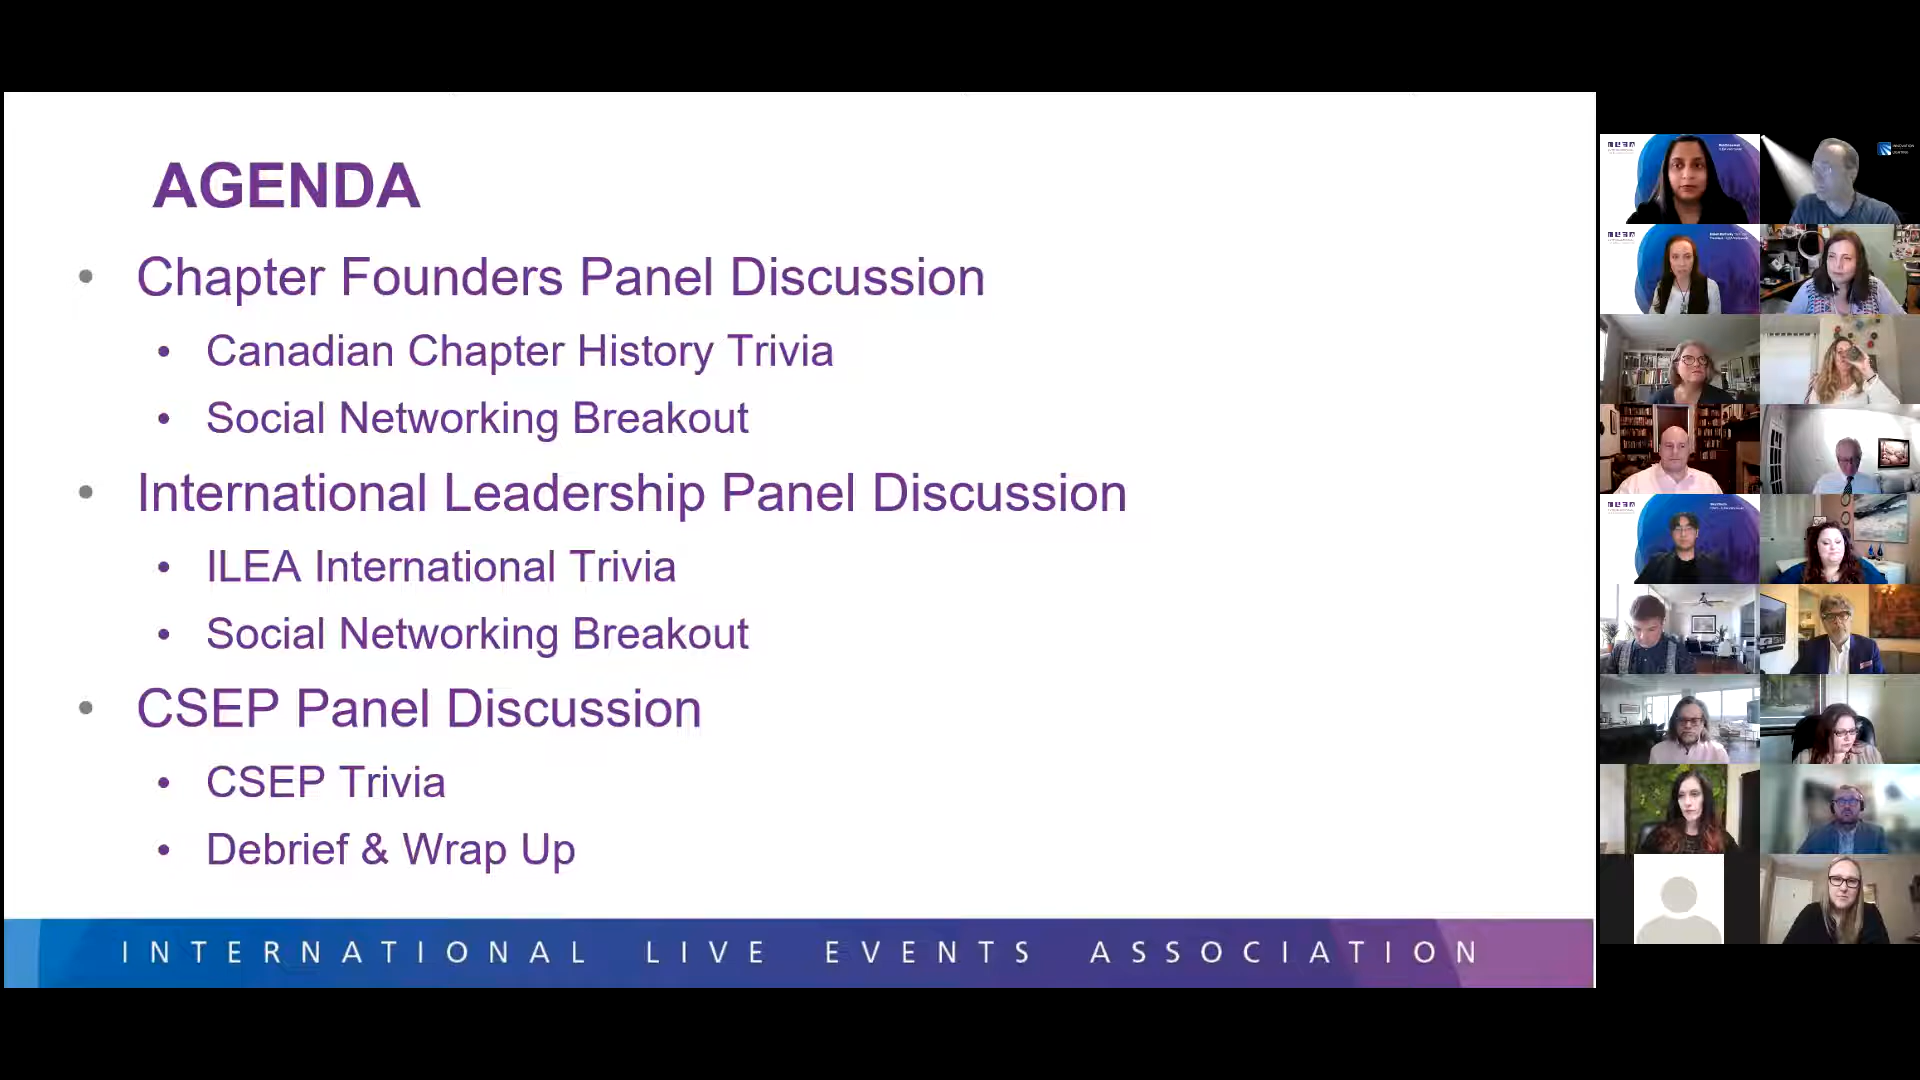 AGENDA
• Chapter Founders Panel Discussion
• Canadian Chapter History Trivia
• Social Networking Breakout
• International Leadership Panel Discussion
• ILEA International Trivia
• Social Networking Breakout
• CSEP Panel Discussion
• CSEP Trivia
• Debrief & Wrap Up
INTERNATIONAL LIVE EVENTS ASSOCIATION